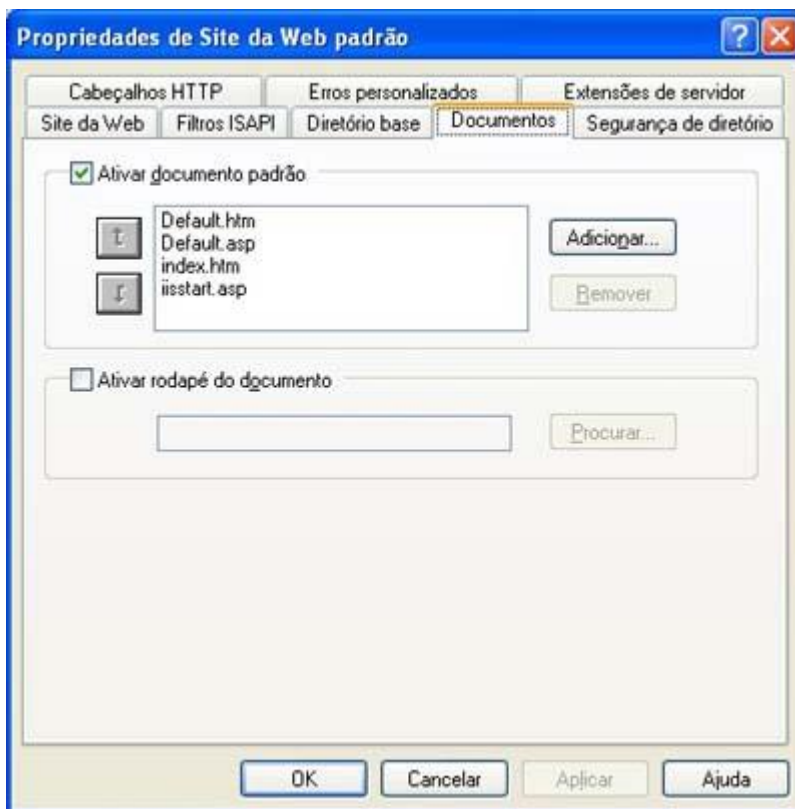 Propriedades de Site da Web padrão
Cabeçalhos HTTP
Erros personalizados
Extensões de servidor
Site da Web
Filtros ISAPI
Diretório base
Documentos
Segurança de diretório
Ativar documento padrão
Default.htm
Default.asp
index.htm
iisstart.asp
Adicionar...
Remover
Ativar rodapé do documento
Procurar...
OK
Cancelar
Aplicar
Ajuda